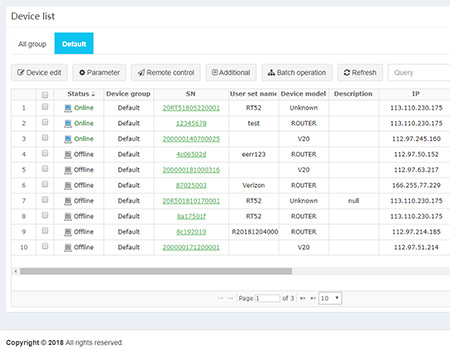 Device list
All group Default
Device edit Parameter Remote control Additional Batch operation Refresh Query
Status Device group SN User set name Device model Description IP
1 Online Default 20RT51805220001 RT52 Unknown 113.110.230.175
2 Online Default 12345678 test ROUTER 113.110.230.175
3 Online Default 200000140700025 V20 112.97.245.160
4 Offline Default 4c06502d eerr123 ROUTER 112.97.50.152
5 Offline Default 200000181000316 V20 112.97.63.217
6 Offline Default 87025003 Verizon ROUTER 166.255.77.229
7 Offline Default 20R501810170001 RT52 Unknown null 113.110.230.175
8 Offline Default 8a17501f RT52 ROUTER 113.110.230.175
9 Offline Default 8c192010 R20181204000 ROUTER 112.97.214.185
10 Offline Default 200000171200001 V20 112.97.51.214
Page 1 of 3 10
Copyright © 2018 All rights reserved.